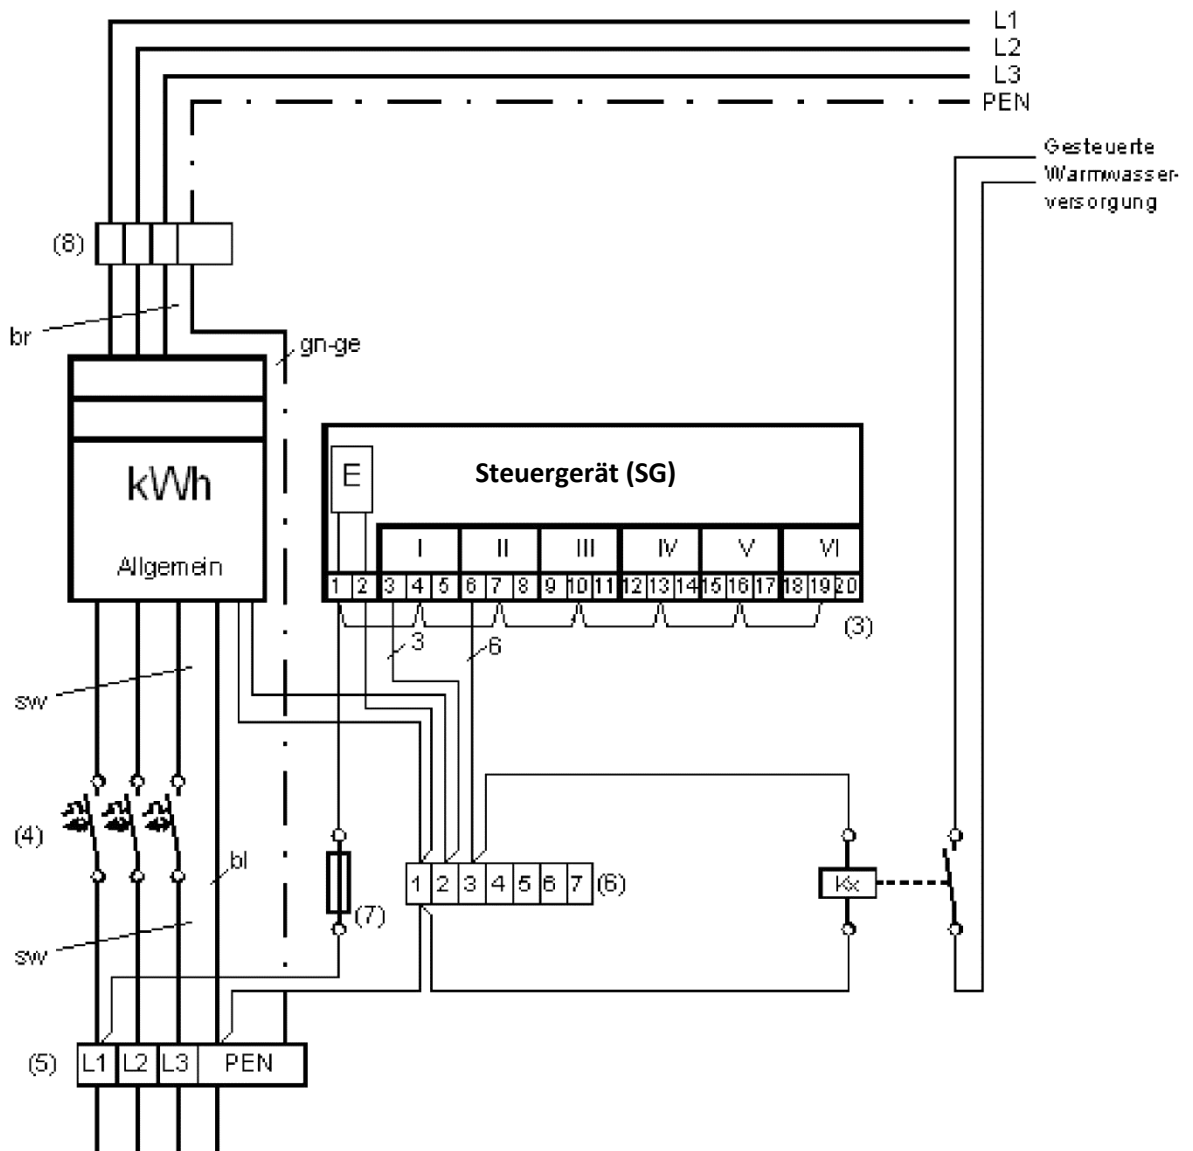 L1
L2
L3
PEN
Gesteuerte
Warmwasser-
versorgung
(8)
br
gn-ge
kWh
Allgemein
E
Steuergerät (SG)
I II III IV V VI
1 2 3 4 5 6 7 8 9 10 11 12 13 14 15 16 17 18 19 20
(3)
3
6
sw
(4)
bl
1 2 3 4 5 6 7
(6)
Kx
(7)
sw
(5)
L1 L2 L3 PEN